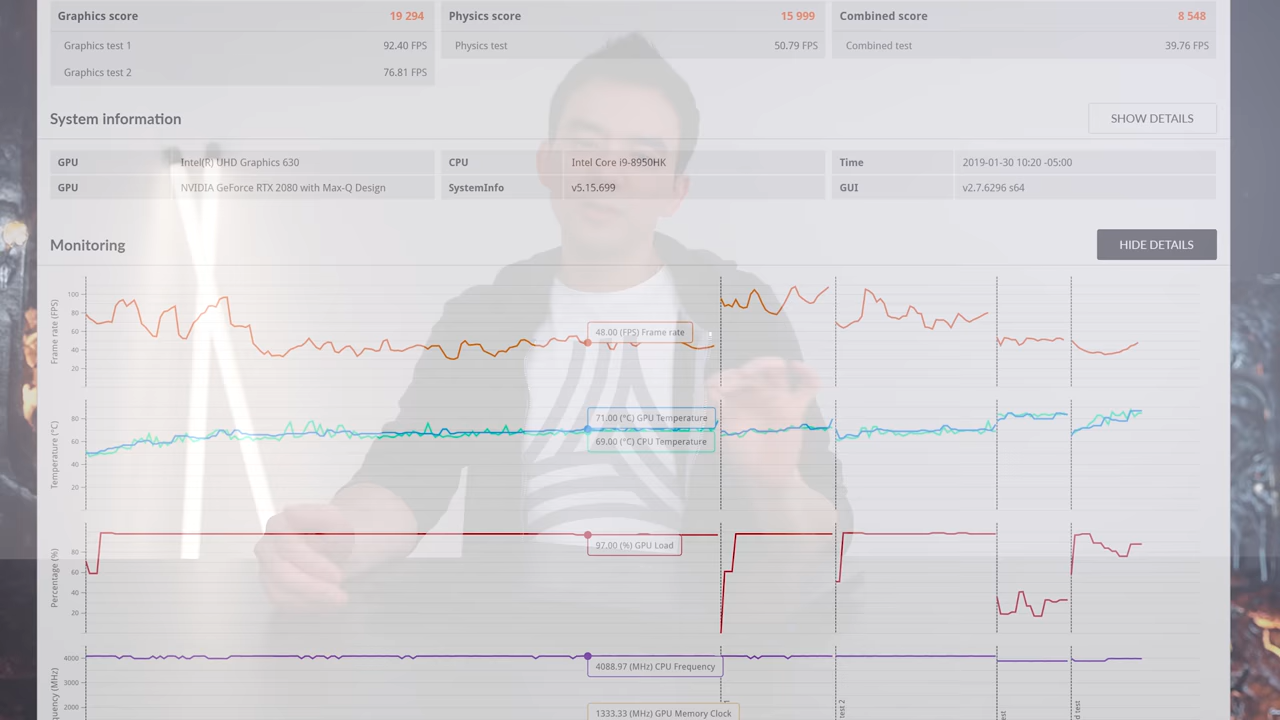 Graphics score 19 294
Physics score 15 999
Combined score 8 548
Graphics test 1 92.40 FPS
Physics test 50.79 FPS
Combined test 39.76 FPS
Graphics test 2 76.81 FPS
System information
SHOW DETAILS
GPU Intel(R) UHD Graphics 630
CPU Intel Core i9-8950HK
Time 2019-01-30 10:20 -05:00
GPU NVIDIA GeForce RTX 2080 with Max-Q Design
SystemInfo v5.15.699
GUI v2.7.6296 s64
Monitoring
HIDE DETAILS
Frame rate (FPS)
100
80
60
40
20
48.00 (FPS) Frame rate
Temperature (°C)
80
60
40
20
71.00 (°C) GPU Temperature
69.00 (°C) CPU Temperature
Percentage (%)
80
60
40
20
97.00 (%) GPU Load
quency (MHz)
4000
3000
2000
4088.97 (MHz) CPU Frequency
1333.33 (MHz) GPU Memory Clock
test 2
est
d test